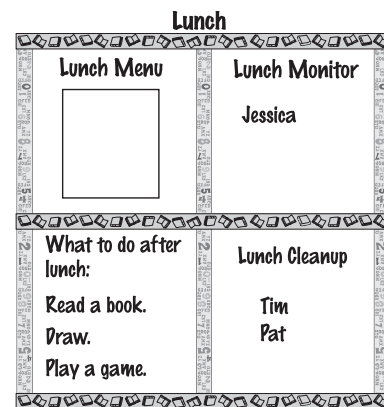 Lunch
Lunch Menu
Lunch Monitor
Jessica
What to do after
lunch:
Read a book.
Draw.
Play a game.
Lunch Cleanup
Tim
Pat